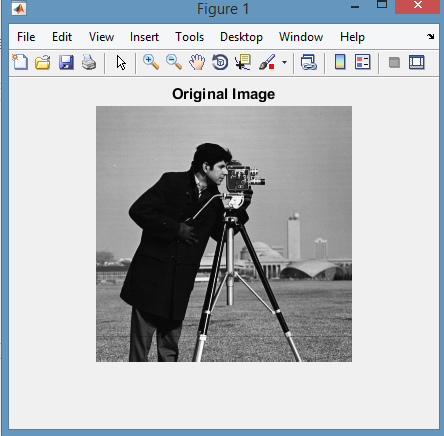 Figure 1
File Edit View Insert Tools Desktop Window Help
Original Image